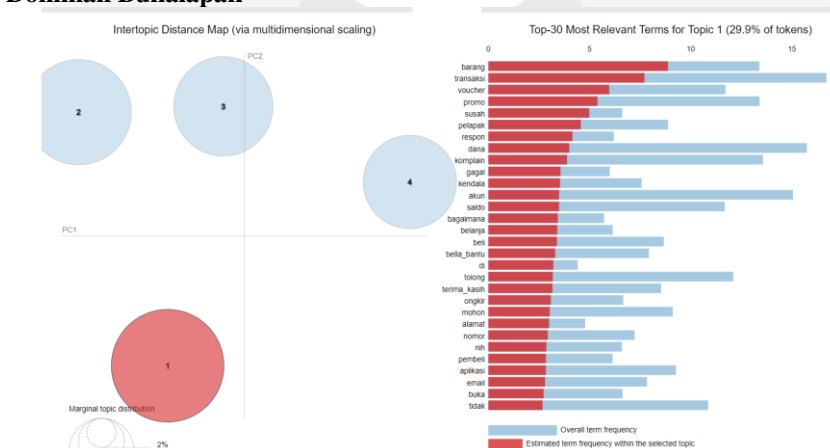 Dominan Bukalapak
Intertopic Distance Map (via multidimensional scaling)
PC2
2
3
4
PC1
1
Marginal topic distribution
2%
Top-30 Most Relevant Terms for Topic 1 (29.9% of tokens)
0 5 10 15
barang
transaksi
voucher
promo
susah
pelapak
respon
dana
komplain
gagal
kendala
akun
saldo
bagaimana
belanja
beli
bella_bantu
di
tolong
terima_kasih
ongkir
mohon
alamat
nomor
nih
pembeli
aplikasi
email
buka
tidak
Overall term frequency
Estimated term frequency within the selected topic